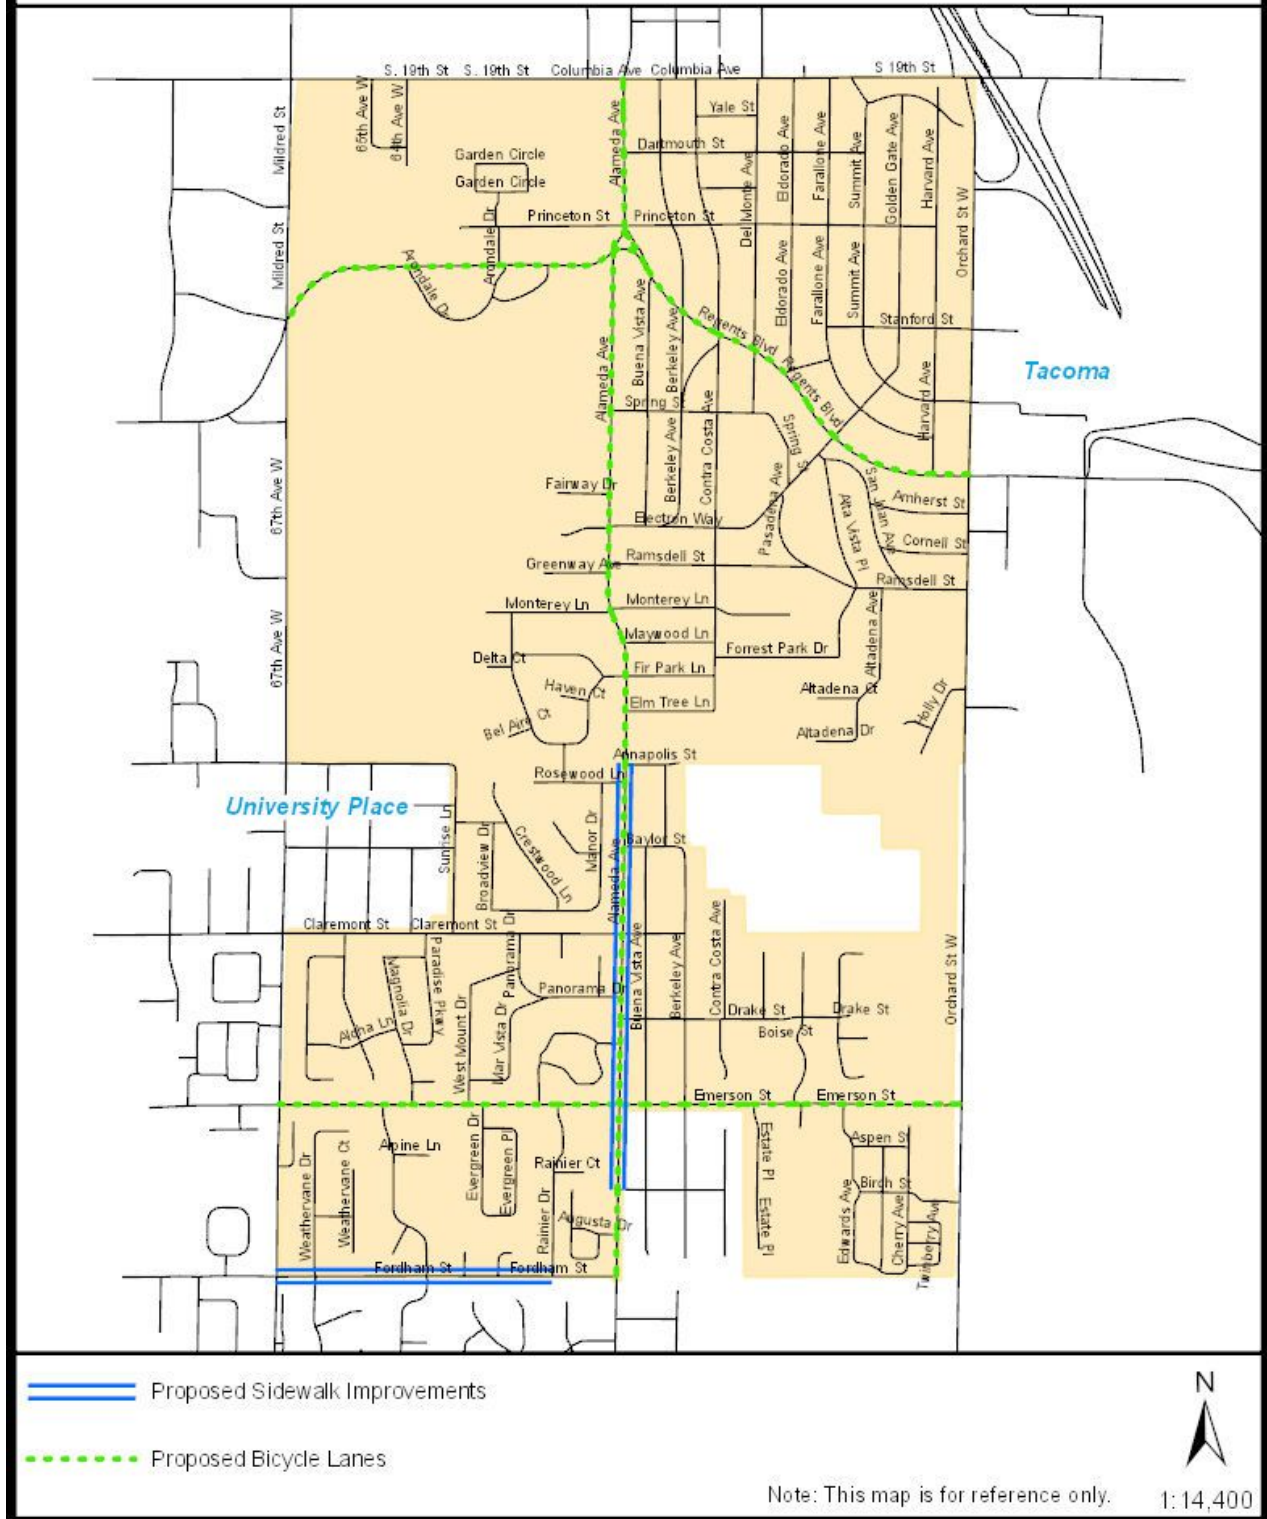 S. 19th St
S. 19th St
Columbia Ave
Columbia Ave
S 19th St
65th Ave W
64th Ave W
Mildred St
Alameda Ave
Yale St
Dartmouth St
Eldorado Ave
Farallone Ave
Summit Ave
Golden Gate Ave
Harvard Ave
Garden Circle
Garden Circle
Del Monte Ave
Princeton St
Princeton St
Arondale Dr
Orchard St W
Mildred St
Arondale Dr
Eldorado Ave
Farallone Ave
Summit Ave
Buena Vista Ave
Berkeley Ave
Regents Blvd
Stanford St
Alameda Ave
Regents Blvd
Tacoma
Harvard Ave
Spring St
Contra Costa Ave
Berkeley Ave
Spring S
67th Ave W
Fairway Dr
Pasadena Ave
San Juan Ave
Amherst St
Alta Vista Pl
Electron Way
Cornell St
Greenway Ave
Ramsdell St
Ramsdell St
Monterey Ln
Monterey Ln
67th Ave W
Maywood Ln
Forrest Park Dr
Altadena Ave
Delta Ct
Fir Park Ln
Haven Ct
Elm Tree Ln
Altadena Ct
Holly Dr
Bel Aire Ct
Altadena Dr
Annapolis St
Rosewood Ln
University Place
Sunrise Ln
Broadview Dr
Crestwood Ln
Manor Dr
Baylor St
Alameda Ave
Claremont St
Claremont St
Panorama Dr
Buena Vista Ave
Berkeley Ave
Contra Costa Ave
Orchard St W
Paradise Pkwy
Magnolia Dr
Panorama Dr
West Mount Dr
Mar Vista Dr
Aloha Ln
Drake St
Drake St
Boise St
Emerson St
Emerson St
Alpine Ln
Evergreen Dr
Evergreen Pl
Weathervane Dr
Weathervane Ct
Rainier Ct
Rainier Dr
Augusta Dr
Estate Pl
Estate Pl
Aspen St
Birch St
Edwards Ave
Cherry Ave
Twinberry Ave
Fordham St
Fordham St
Proposed Sidewalk Improvements
Proposed Bicycle Lanes
N
Note: This map is for reference only.
1:14,400